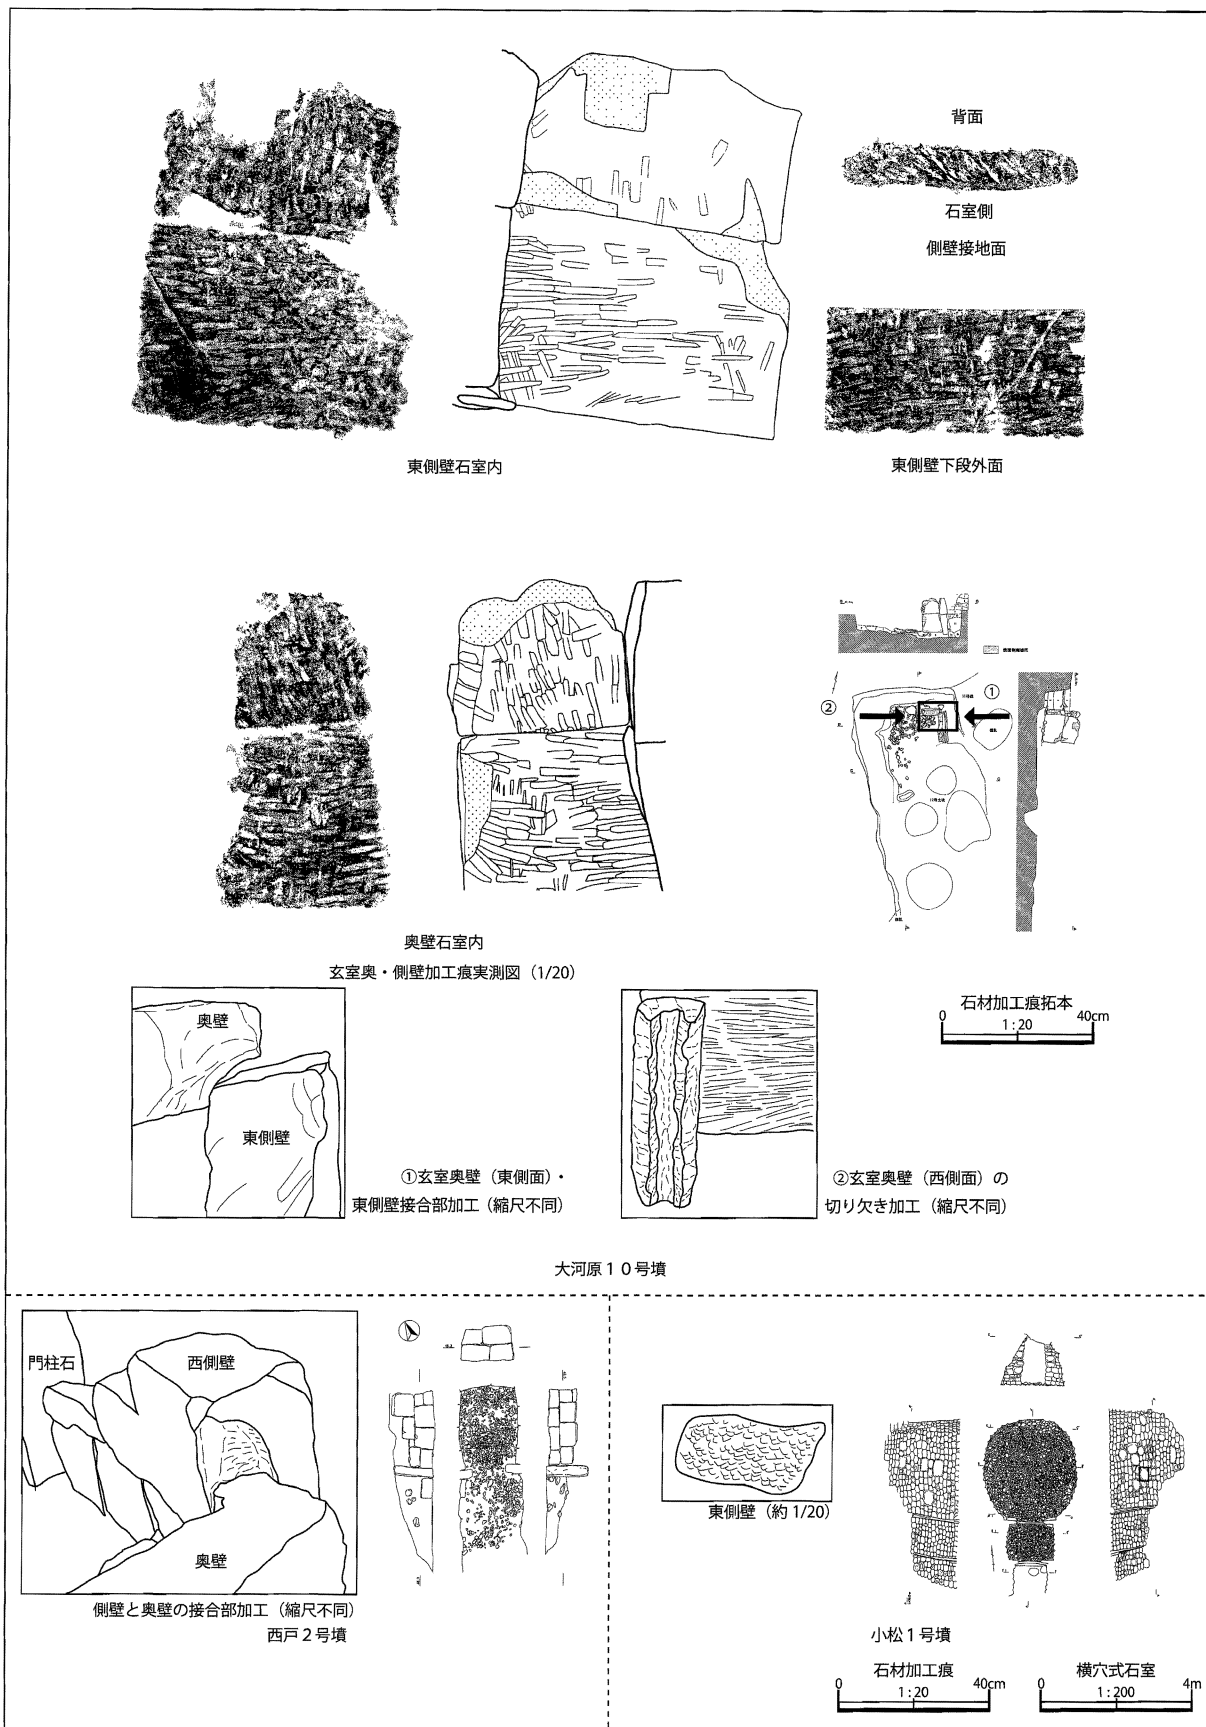 背面
石室側
側壁接地面
東側壁石室内
東側壁下段外面
①
②
奥壁石室内
玄室奥・側壁加工痕実測図（1/20）
石材加工痕拓本
0
40cm
1：20
奥壁
東側壁
①玄室奥壁（東側面）・
東側壁接合部加工（縮尺不同）
②玄室奥壁（西側面）の
切り欠き加工（縮尺不同）
大河原１０号墳
門柱石
西側壁
奥壁
側壁と奥壁の接合部加工（縮尺不同）
西戸２号墳
東側壁（約 1/20）
小松１号墳
石材加工痕
0
40cm
1：20
横穴式石室
0
4m
1：200